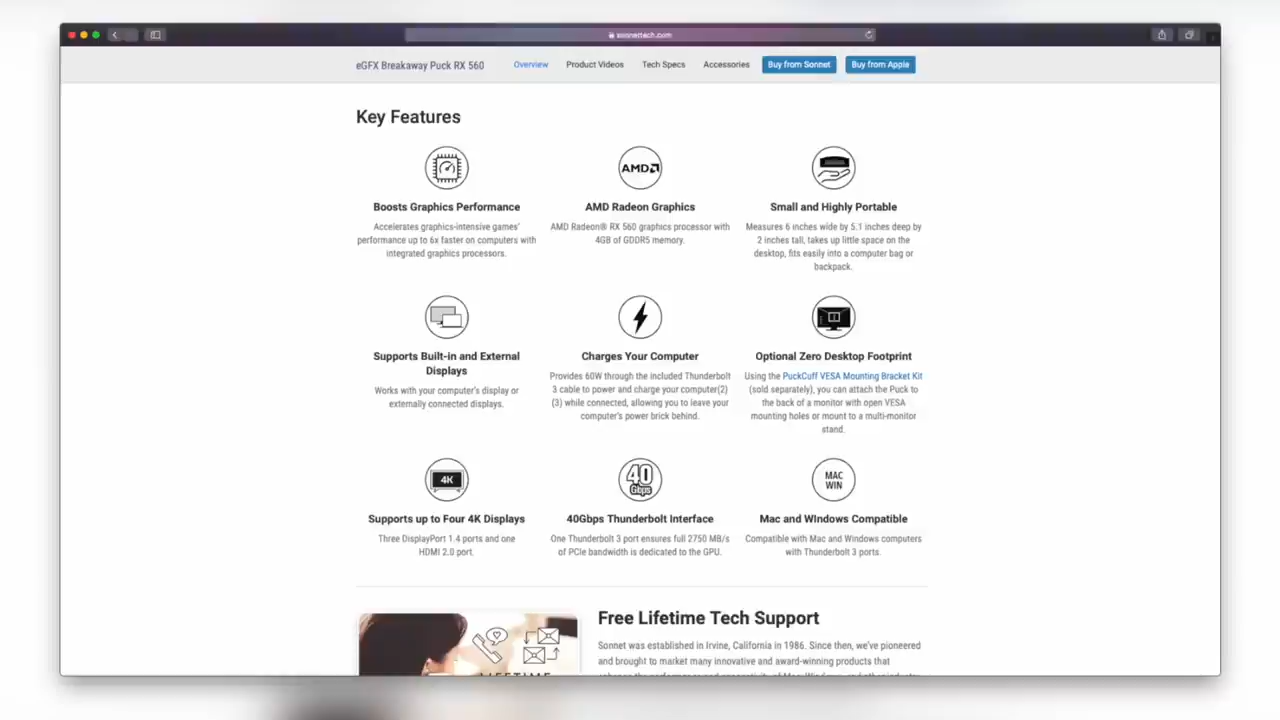 sonnettech.com
eGFX Breakaway Puck RX 560 Overview Product Videos Tech Specs Accessories Buy from Sonnet Buy from Apple
Key Features
AMD
Boosts Graphics Performance
Accelerates graphics-intensive games'
performance up to 6x faster on computers with
integrated graphics processors.
AMD Radeon Graphics
AMD Radeon® RX 560 graphics processor with
4GB of GDDR5 memory.
Small and Highly Portable
Measures 6 inches wide by 5.1 inches deep by
2 inches tall, takes up little space on the
desktop, fits easily into a computer bag or
backpack.
Supports Built-in and External
Displays
Works with your computer's display or
externally connected displays.
Charges Your Computer
Provides 60W through the included Thunderbolt
3 cable to power and charge your computer(2)
(3) while connected, allowing you to leave your
computer's power brick behind.
Optional Zero Desktop Footprint
Using the PuckCuff VESA Mounting Bracket Kit
(sold separately), you can attach the Puck to
the back of a monitor with open VESA
mounting holes or mount to a multi-monitor
stand.
4K
Supports up to Four 4K Displays
Three DisplayPort 1.4 ports and one
HDMI 2.0 port.
40
Gbps
40Gbps Thunderbolt Interface
One Thunderbolt 3 port ensures full 2750 MB/s
of PCIe bandwidth is dedicated to the GPU.
MAC
WIN
Mac and WIndows Compatible
Compatible with Mac and Windows computers
with Thunderbolt 3 ports.
LIFETIME
Free Lifetime Tech Support
Sonnet was established in Irvine, California in 1986. Since then, we've pioneered
and brought to market many innovative and award-winning products that